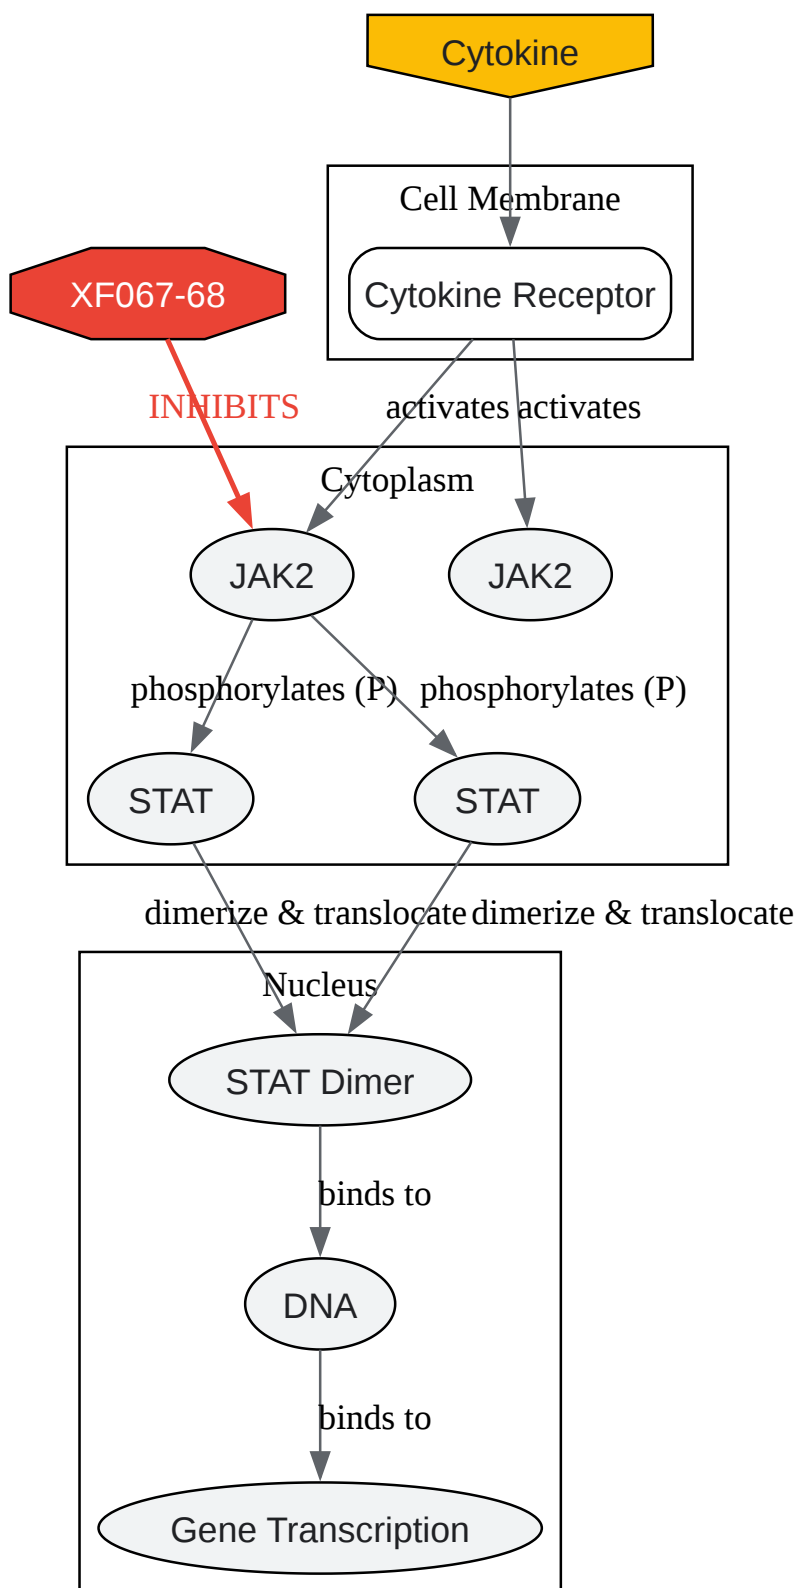 Cytokine
Cell Membrane
XF067-68
Cytokine Receptor
INHIBITS
activates
activates
Cytoplasm
JAK2
JAK2
phosphorylates (P)
phosphorylates (P)
STAT
STAT
dimerize & translocate
dimerize & translocate
Nucleus
STAT Dimer
binds to
DNA
binds to
Gene Transcription